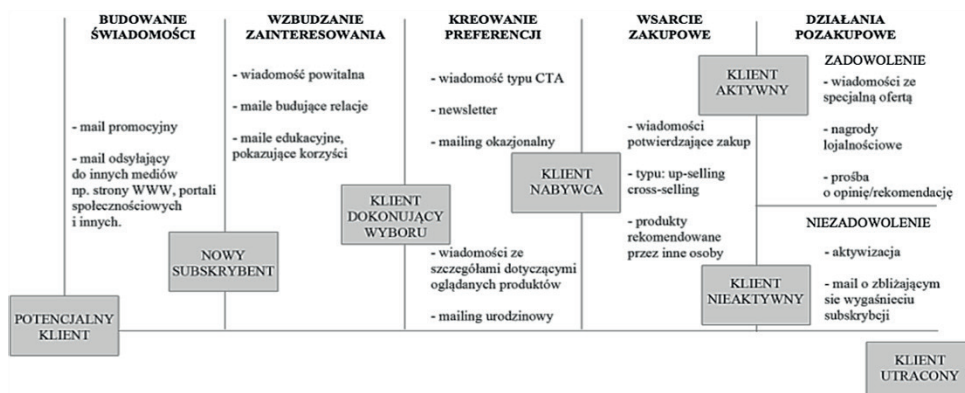 BUDOWANIE
ŚWIADOMOŚCI
WZBUDZANIE
ZAINTERESOWANIA
KREOWANIE
PREFERENCJI
WSARCIE
ZAKUPOWE
DZIAŁANIA
POZAKUPOWE
- mail promocyjny
- mail odsyłający
do innych mediów
np. strony WWW, portali
społecznościowych
i innych.
- wiadomość powitalna
- maile budujące relacje
- maile edukacyjne,
pokazujące korzyści
- wiadomość typu CTA
- newsletter
- mailing okazjonalny
- wiadomości ze
szczegółami dotyczącymi
oglądanych produktów
- mailing urodzinowy
- wiadomości
potwierdzające zakup
- typu: up-selling
cross-selling
- produkty
rekomendowane
przez inne osoby
ZADOWOLENIE
- wiadomości ze
specjalną ofertą
- nagrody
lojalnościowe
- prośba
o opinię/rekomendację
NIEZADOWOLENIE
- aktywizacja
- mail o zbliżającym
sie wygaśnieciu
subskrybcji
POTENCJALNY
KLIENT
NOWY
SUBSKRYBENT
KLIENT
DOKONUJĄCY
WYBORU
KLIENT
NABYWCA
KLIENT
AKTYWNY
KLIENT
NIEAKTYWNY
KLIENT
UTRACONY